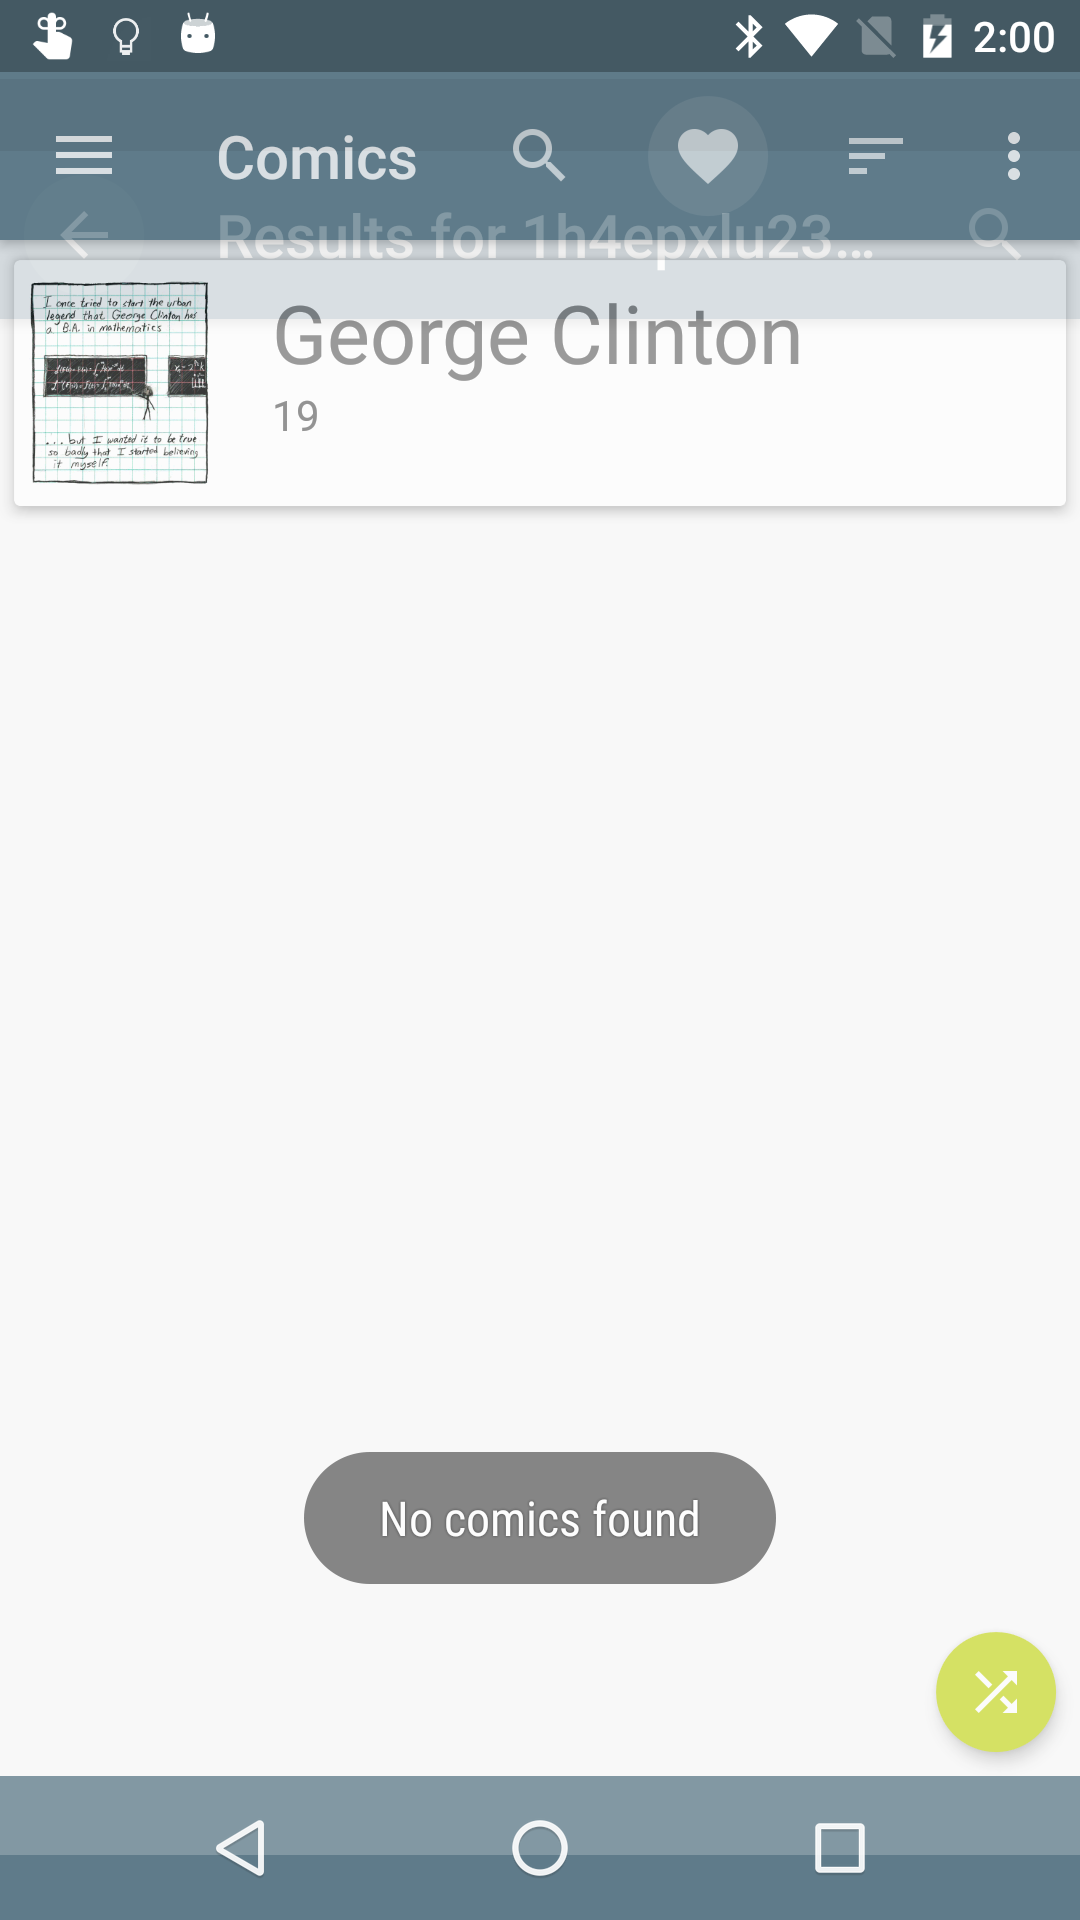 2:00
Comics
Results for 1h4epxlu23...
I once tried to start the urban
legend that George Clinton has
a B.A. in mathematics
George Clinton
19
...but I wanted it to be true
so badly that I started believing
it myself.
No comics found